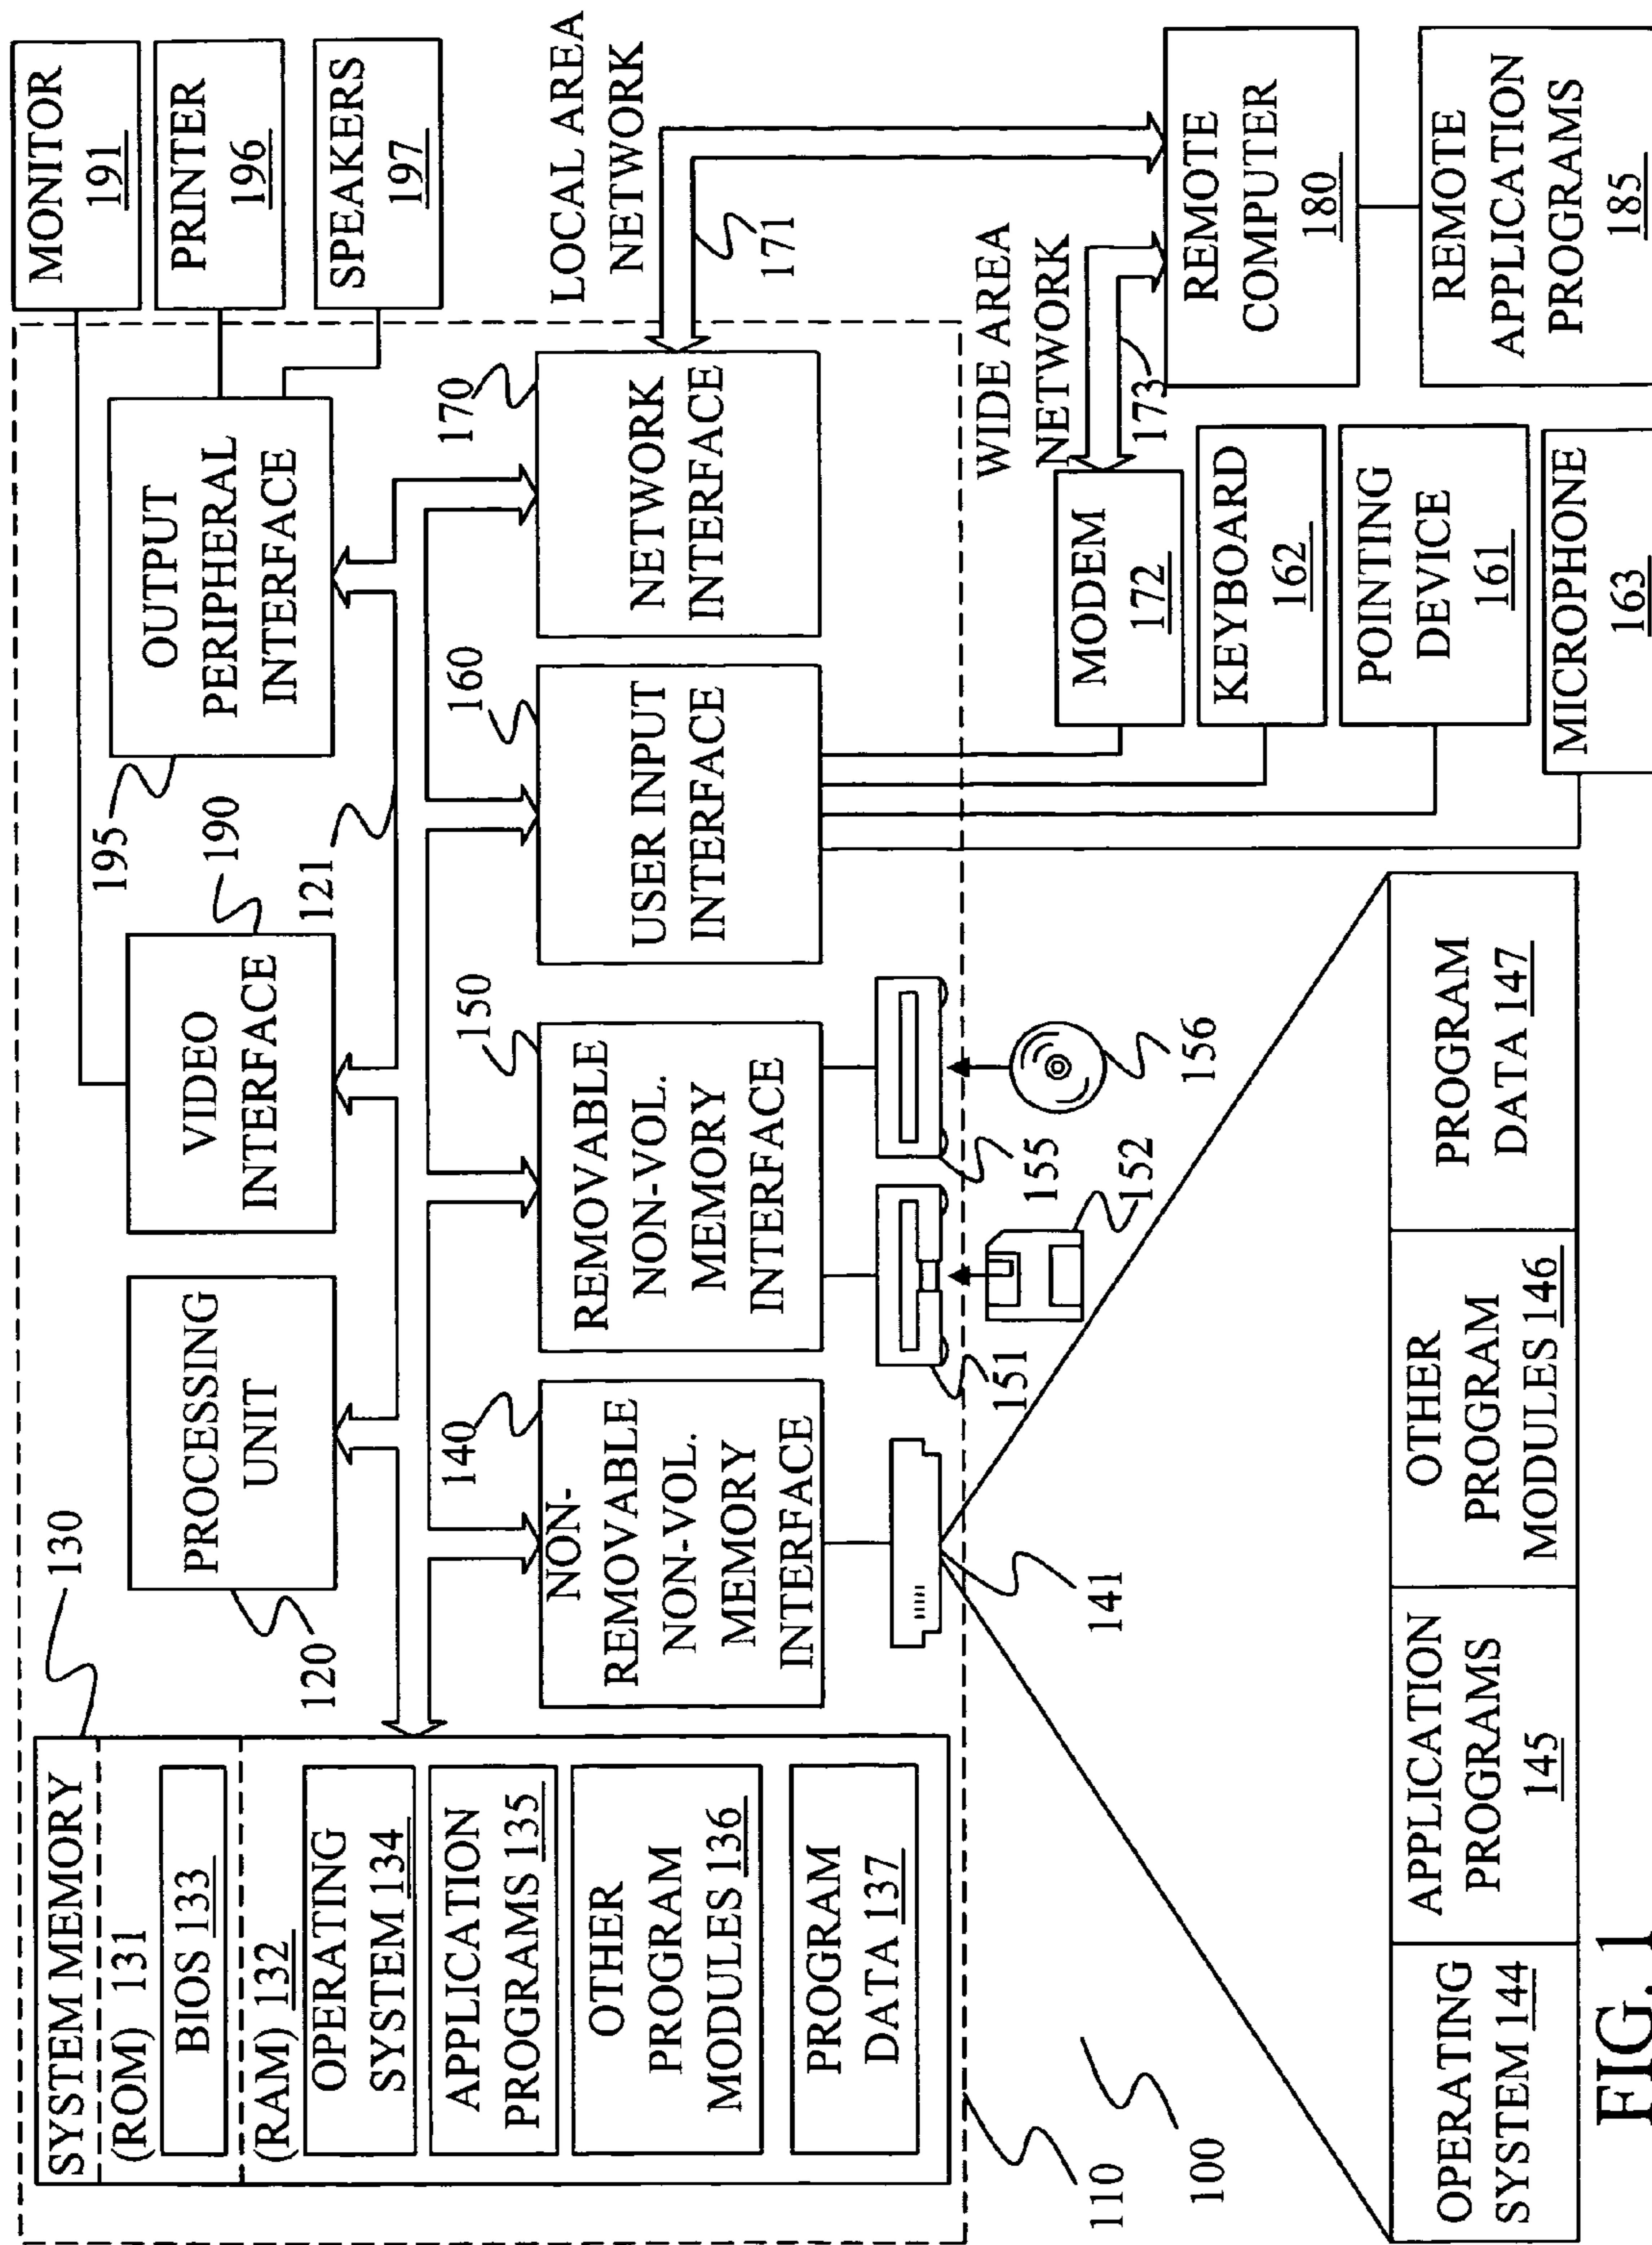 SYSTEM MEMORY
(ROM) 131
BIOS 133
(RAM) 132
OPERATING
SYSTEM 134
APPLICATION
PROGRAMS 135
OTHER
PROGRAM
MODULES 136
PROGRAM
DATA 137
130
120
PROCESSING
UNIT
VIDEO
INTERFACE
190
121
195
OUTPUT
PERIPHERAL
INTERFACE
MONITOR
191
PRINTER
196
SPEAKERS
197
140
NON-
REMOVABLE
NON-VOL.
MEMORY
INTERFACE
150
REMOVABLE
NON-VOL.
MEMORY
INTERFACE
160
USER INPUT
INTERFACE
170
NETWORK
INTERFACE
LOCAL AREA
NETWORK
171
WIDE AREA
NETWORK
173
141
151
152
155
156
MODEM
172
KEYBOARD
162
POINTING
DEVICE
161
MICROPHONE
163
REMOTE
COMPUTER
180
REMOTE
APPLICATION
PROGRAMS
185
110
100
OPERATING
SYSTEM 144
APPLICATION
PROGRAMS
145
OTHER
PROGRAM
MODULES 146
PROGRAM
DATA 147
FIG. 1